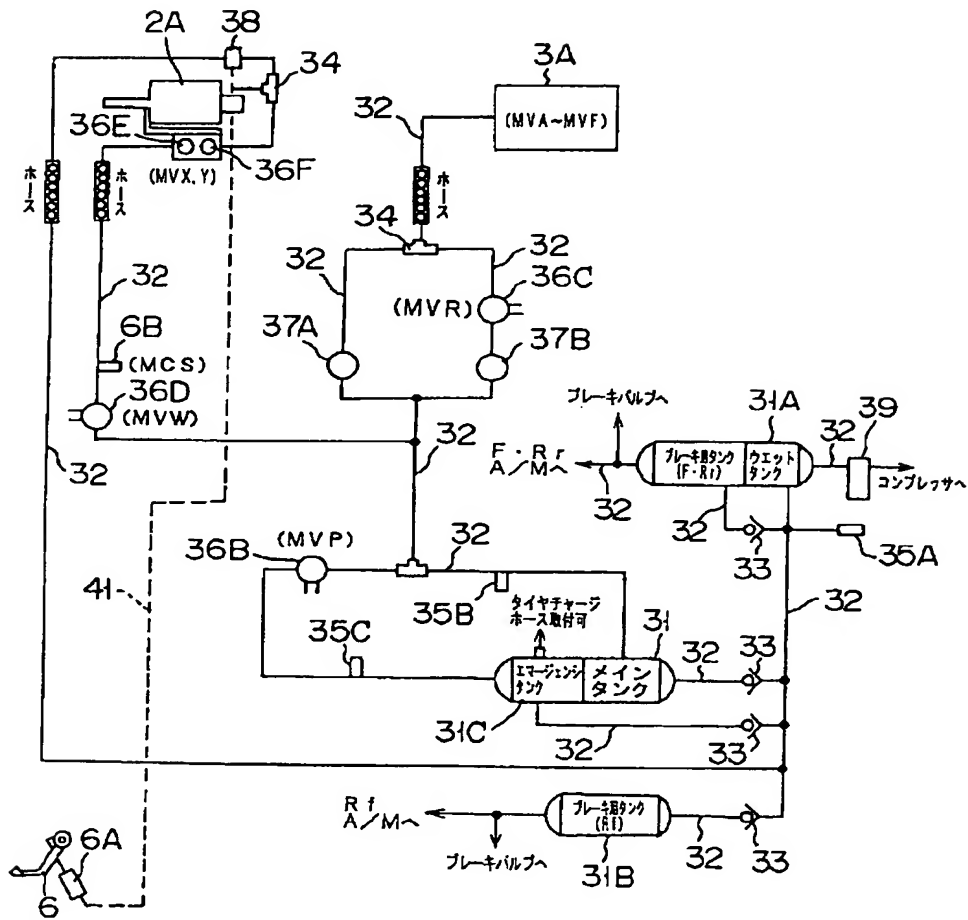 2A
38
34
3A
(MVA~MVF)
36E
36F
(MVX, Y)
32
ホース
ホース
ホース
34
32
32
32
36C
(MVR)
37A
37B
6B
(MCS)
36D
(MVW)
32
32
ブレーキバルブへ
31A
32
39
F・Rr
A/Mへ
ブレーキ用タンク
(F・Rr)
ウエット
タンク
コンプレッサへ
32
32
33
35A
32
(MVP)
36B
32
35B
41
タイヤチャージ
ホース取付可
35C
31
エマージェンシ
タンク
メイン
タンク
32
33
31C
32
33
Rf
A/Mへ
ブレーキ用タンク
(Rf)
32
33
ブレーキバルブへ
31B
6A
6